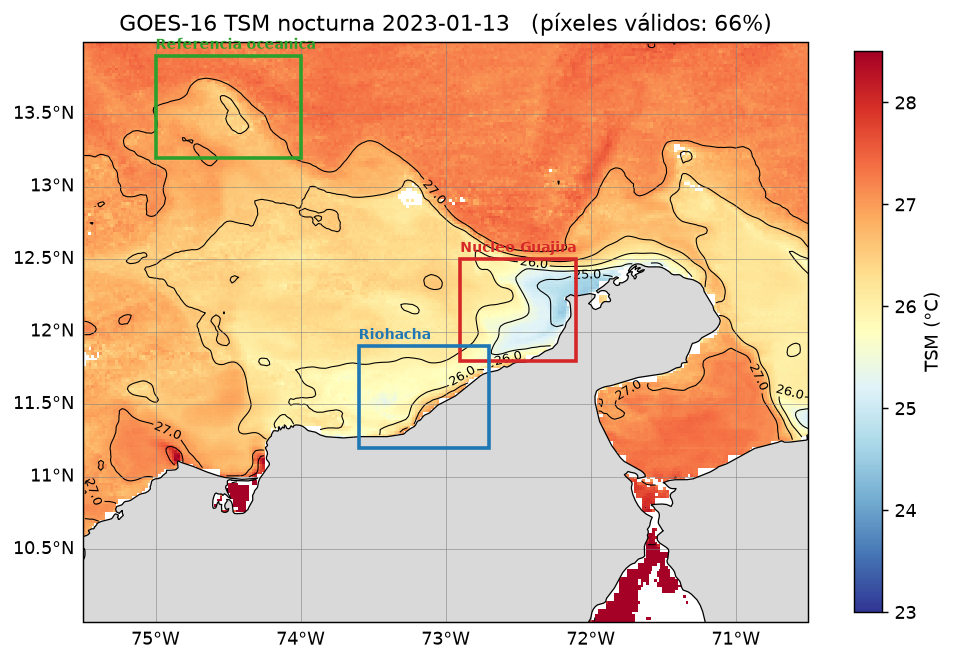 GOES-16 TSM nocturna 2023-01-13 (píxeles válidos: 66%)
Referencia oceanica
Nucleo Guajira
Riohacha
27.0
26.0
25.0
26.0
26.0
27.0
27.0
26.0
27.0
27.0
13.5°N
13°N
12.5°N
12°N
11.5°N
11°N
10.5°N
75°W
74°W
73°W
72°W
71°W
28
27
26
25
24
23
TSM (°C)